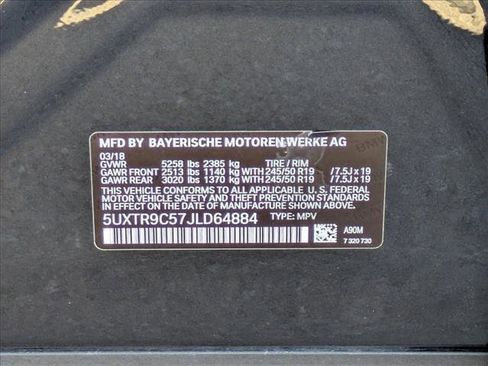 MFD BY BAYERISCHE MOTOREN WERKE AG
03/18
GVWR 5258 lbs 2385 kg TIRE / RIM
GAWR FRONT 2513 lbs 1140 kg WITH 245/50 R19 /7.5J x 19
GAWR REAR 3020 lbs 1370 kg WITH 245/50 R19 /7.5J x 19
THIS VEHICLE CONFORMS TO ALL APPLICABLE U. S. FEDERAL
MOTOR VEHICLE SAFETY AND THEFT PREVENTION STANDARDS
IN EFFECT ON THE DATE OF MANUFACTURE SHOWN ABOVE.
5UXTR9C57JLD64884 TYPE: MPV
A90M
7 320 730